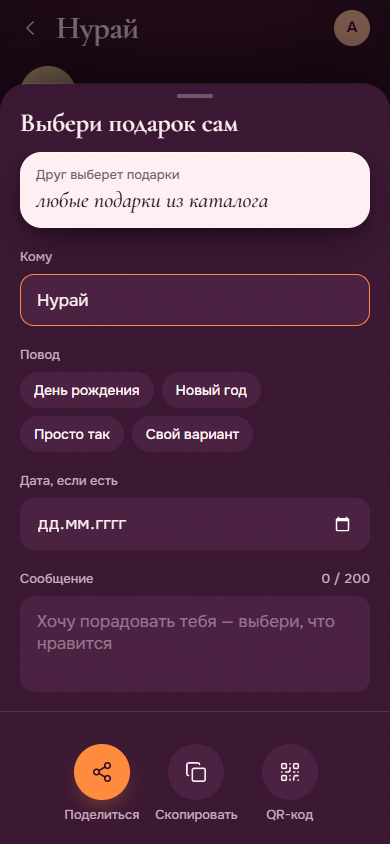 Нурай
A
Выбери подарок сам
Друг выберет подарки
любые подарки из каталога
Кому
Нурай
Повод
День рождения
Новый год
Просто так
Свой вариант
Дата, если есть
ДД.ММ.ГГГГ
Сообщение
0 / 200
Хочу порадовать тебя — выбери, что
нравится
Поделиться
Скопировать
QR-код